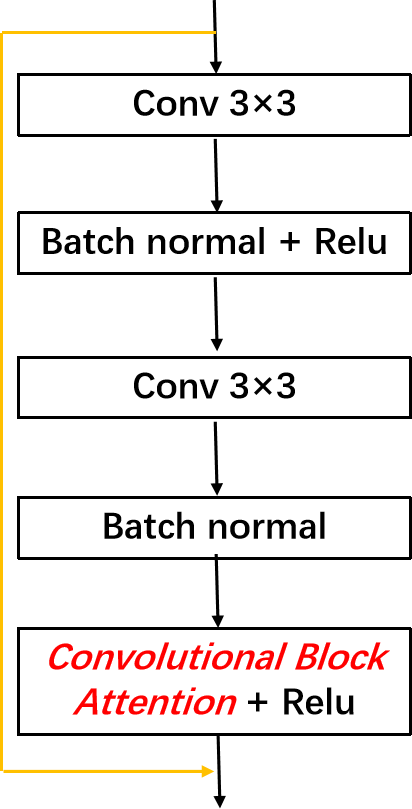 Conv 3×3
Batch normal + Relu
Conv 3×3
Batch normal
Convolutional Block
Attention + Relu